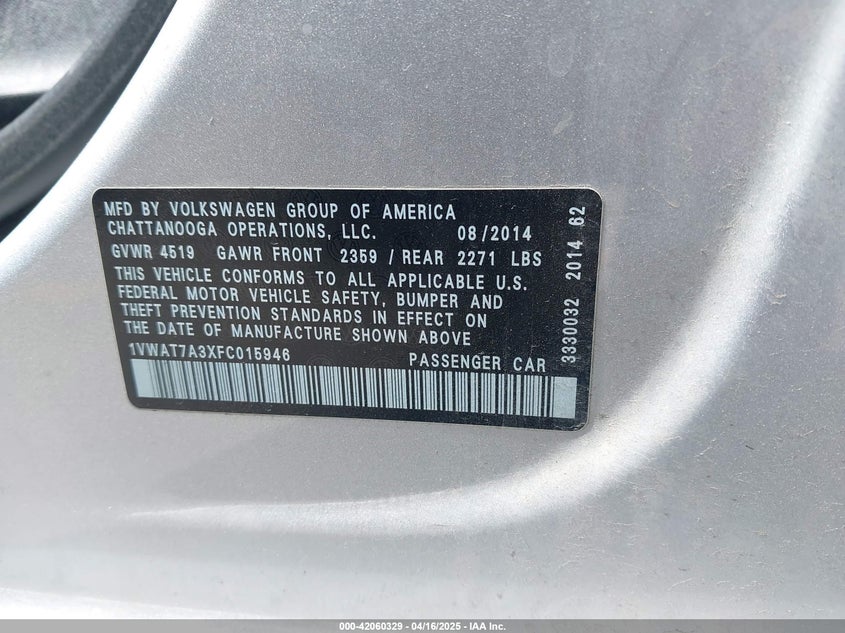 MFD BY VOLKSWAGEN GROUP OF AMERICA
CHATTANOOGA OPERATIONS, LLC. 08/2014
GVWR 4519 GAWR FRONT 2359 / REAR 2271 LBS
THIS VEHICLE CONFORMS TO ALL APPLICABLE U.S.
FEDERAL MOTOR VEHICLE SAFETY, BUMPER AND
THEFT PREVENTION STANDARDS IN EFFECT ON
THE DATE OF MANUFACTURE SHOWN ABOVE
1VWAT7A3XFC015946 PASSENGER CAR
3330032 2014 62
000-42060329 - 04/16/2025 - IAA Inc.